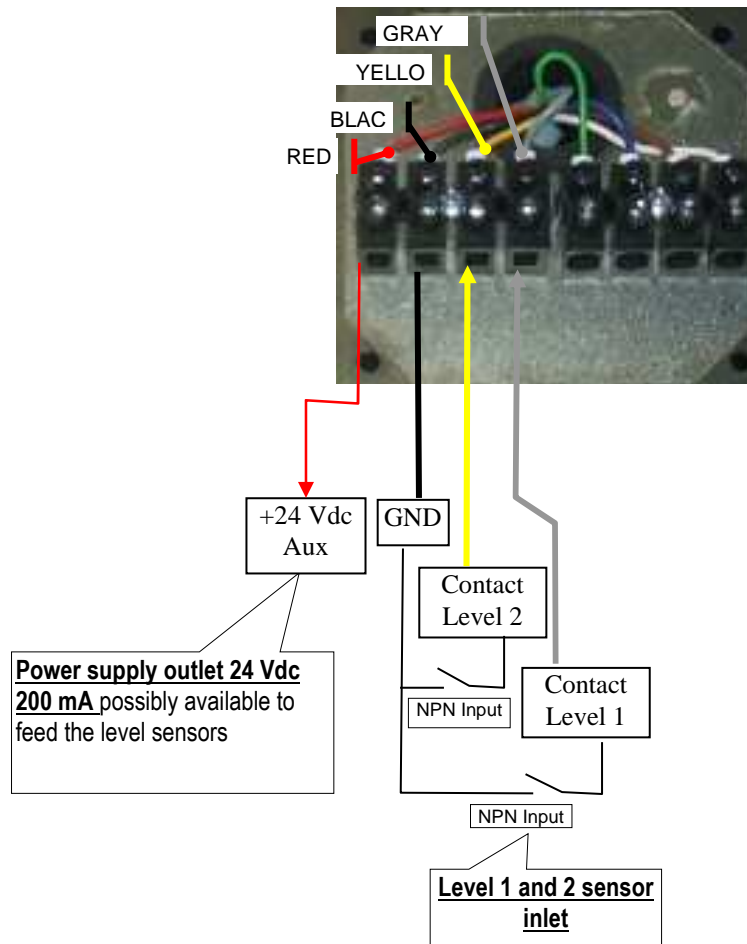 GRAY
YELLO
BLAC
RED
+24 Vdc
Aux
GND
Contact
Level 2
Power supply outlet 24 Vdc
200 mA possibly available to
feed the level sensors
NPN Input
Contact
Level 1
NPN Input
Level 1 and 2 sensor
inlet